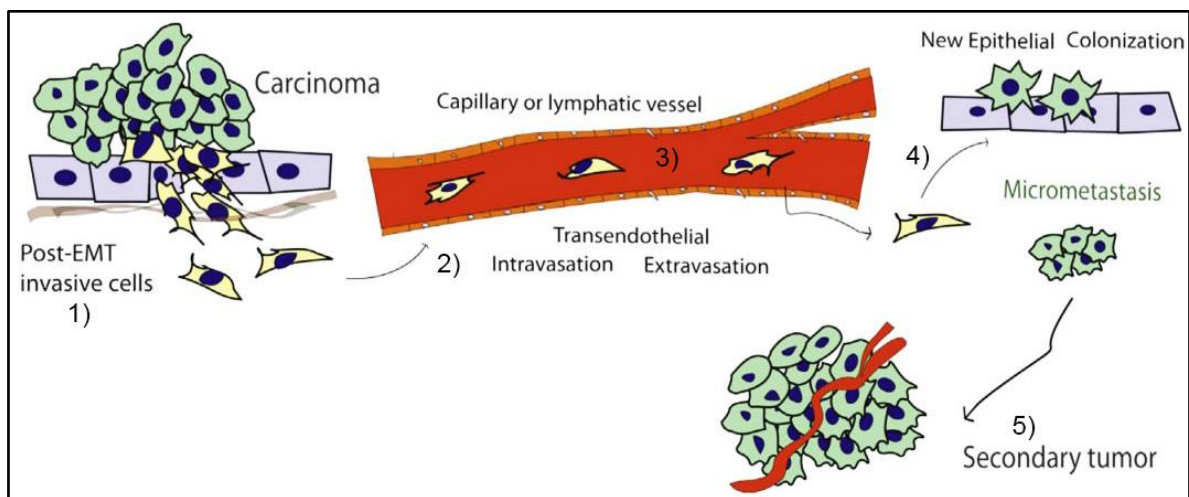 Carcinoma
Post-EMT
invasive cells
1)
Capillary or lymphatic vessel
3)
2)
Transendothelial
Intravasation Extravasation
4)
New Epithelial Colonization
Micrometastasis
5)
Secondary tumor